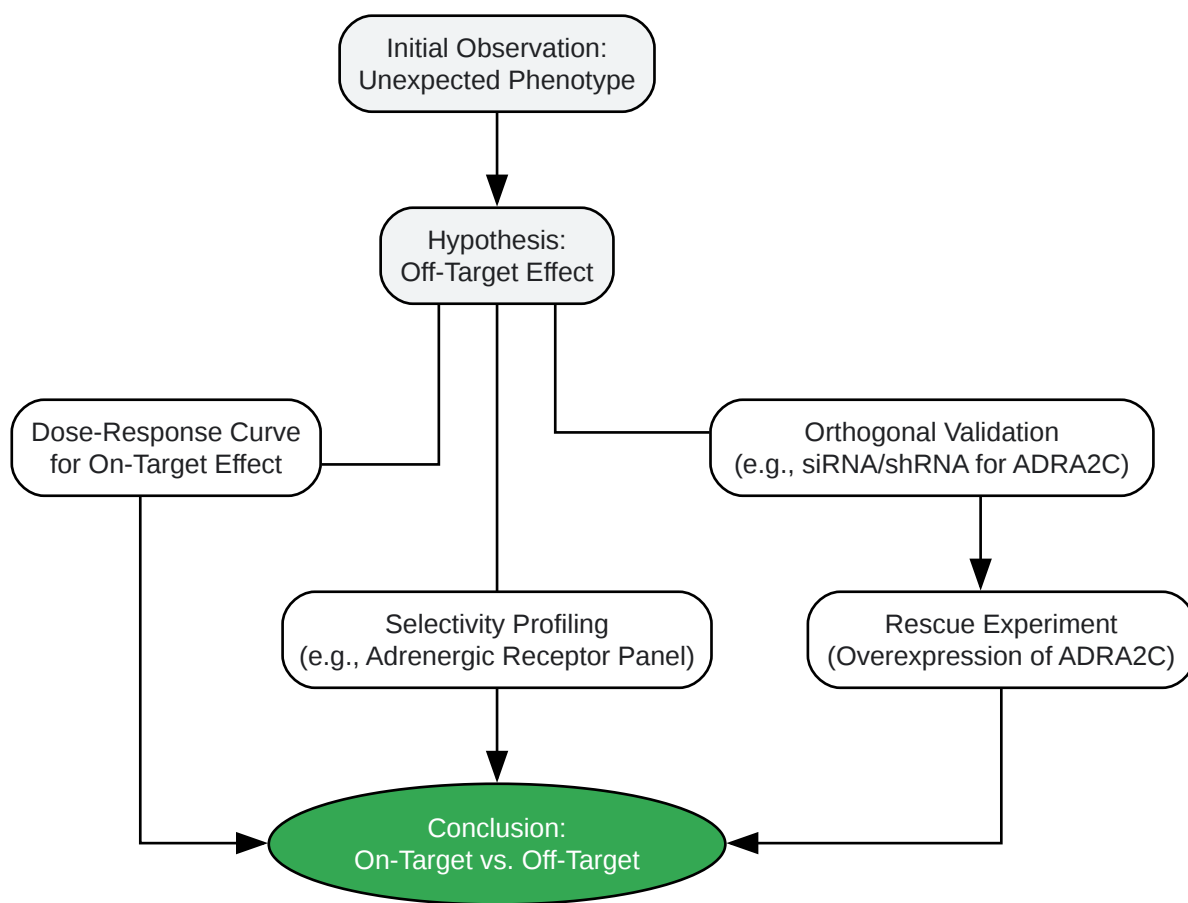 Initial Observation:
Unexpected Phenotype
Hypothesis:
Off-Target Effect
Dose-Response Curve
for On-Target Effect
Orthogonal Validation
(e.g., siRNA/shRNA for ADRA2C)
Selectivity Profiling
(e.g., Adrenergic Receptor Panel)
Rescue Experiment
(Overexpression of ADRA2C)
Conclusion:
On-Target vs. Off-Target